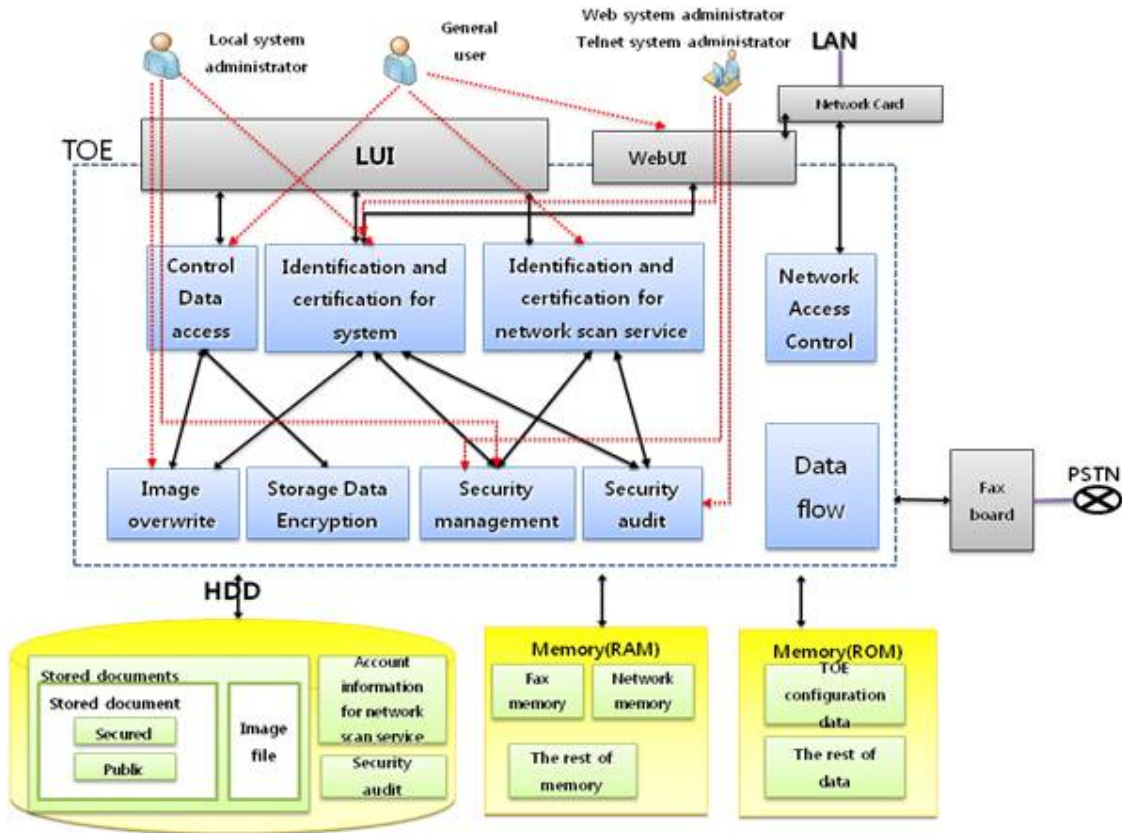 Local system
administrator
General
user
Web system administrator
Telnet system administrator
LAN
Network Card
TOE
LUI
WebUI
Control
Data
access
Identification and
certification for
system
Identification and
certification for
network scan service
Network
Access
Control
Image
overwrite
Storage Data
Encryption
Security
management
Security
audit
Data
flow
Fax
board
PSTN
HDD
Stored documents
Stored document
Secured
Public
Image
file
Account
information
for network
scan service
Security
audit
Memory(RAM)
Fax
memory
Network
memory
The rest of
memory
Memory(ROM)
TOE
configuration
data
The rest of
data